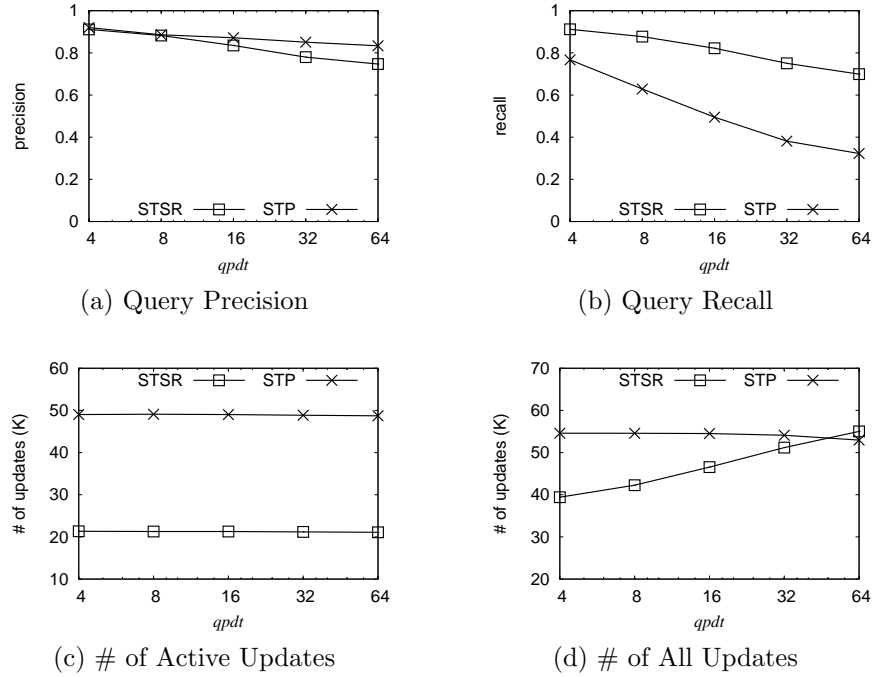 1
0.8
0.6
0.4
0.2
0
precision
STSR
STP
4 8 16 32 64
qpdt
(a) Query Precision
1
0.8
0.6
0.4
0.2
0
recall
STSR
STP
4 8 16 32 64
qpdt
(b) Query Recall
60
50
40
30
20
10
# of updates (K)
STSR
STP
4 8 16 32 64
qpdt
(c) # of Active Updates
70
60
50
40
30
20
# of updates (K)
STSR
STP
4 8 16 32 64
qpdt
(d) # of All Updates